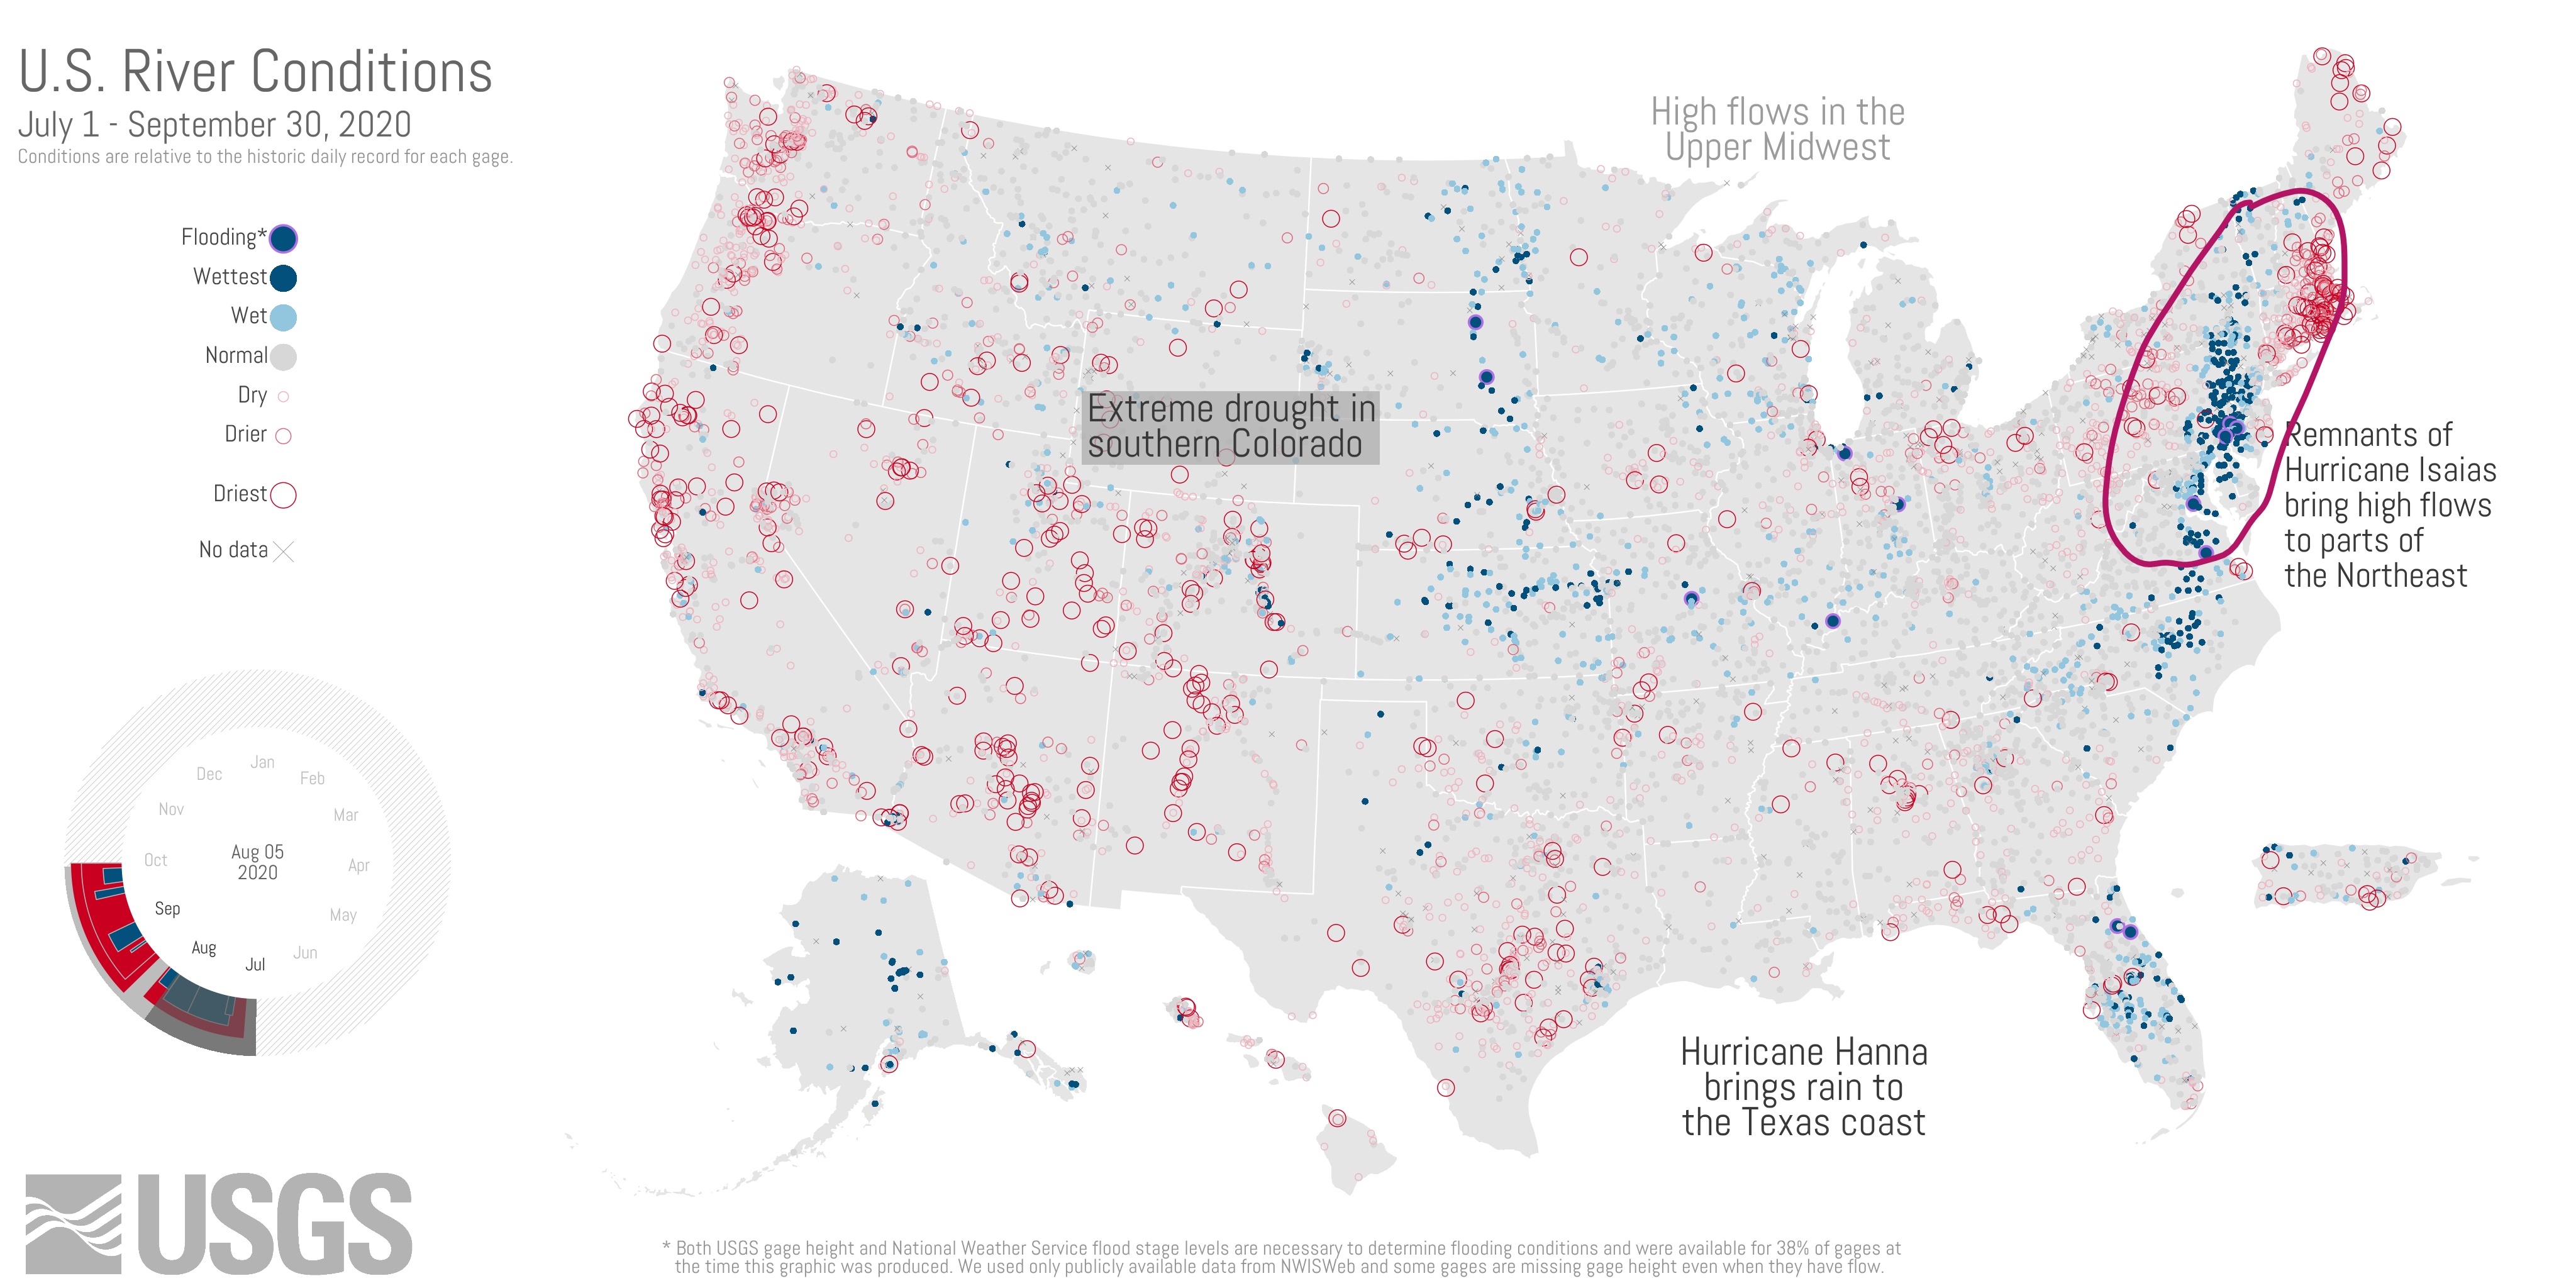 U.S. River Conditions
July 1 - September 30, 2020
Conditions are relative to the historic daily record for each gage.
Flooding*
Wettest
Wet
Normal
Dry
Drier
Driest
No data
High flows in the
Upper Midwest
Extreme drought in
southern Colorado
Remnants of
Hurricane Isaias
bring high flows
to parts of
the Northeast
Hurricane Hanna
brings rain to
the Texas coast
Jan
Feb
Mar
Apr
May
Jun
Jul
Aug
Sep
Oct
Nov
Dec
Aug 05
2020
USGS
* Both USGS gage height and National Weather Service flood stage levels are necessary to determine flooding conditions and were available for 38% of gages at
the time this graphic was produced. We used only publicly available data from NWISWeb and some gages are missing gage height even when they have flow.